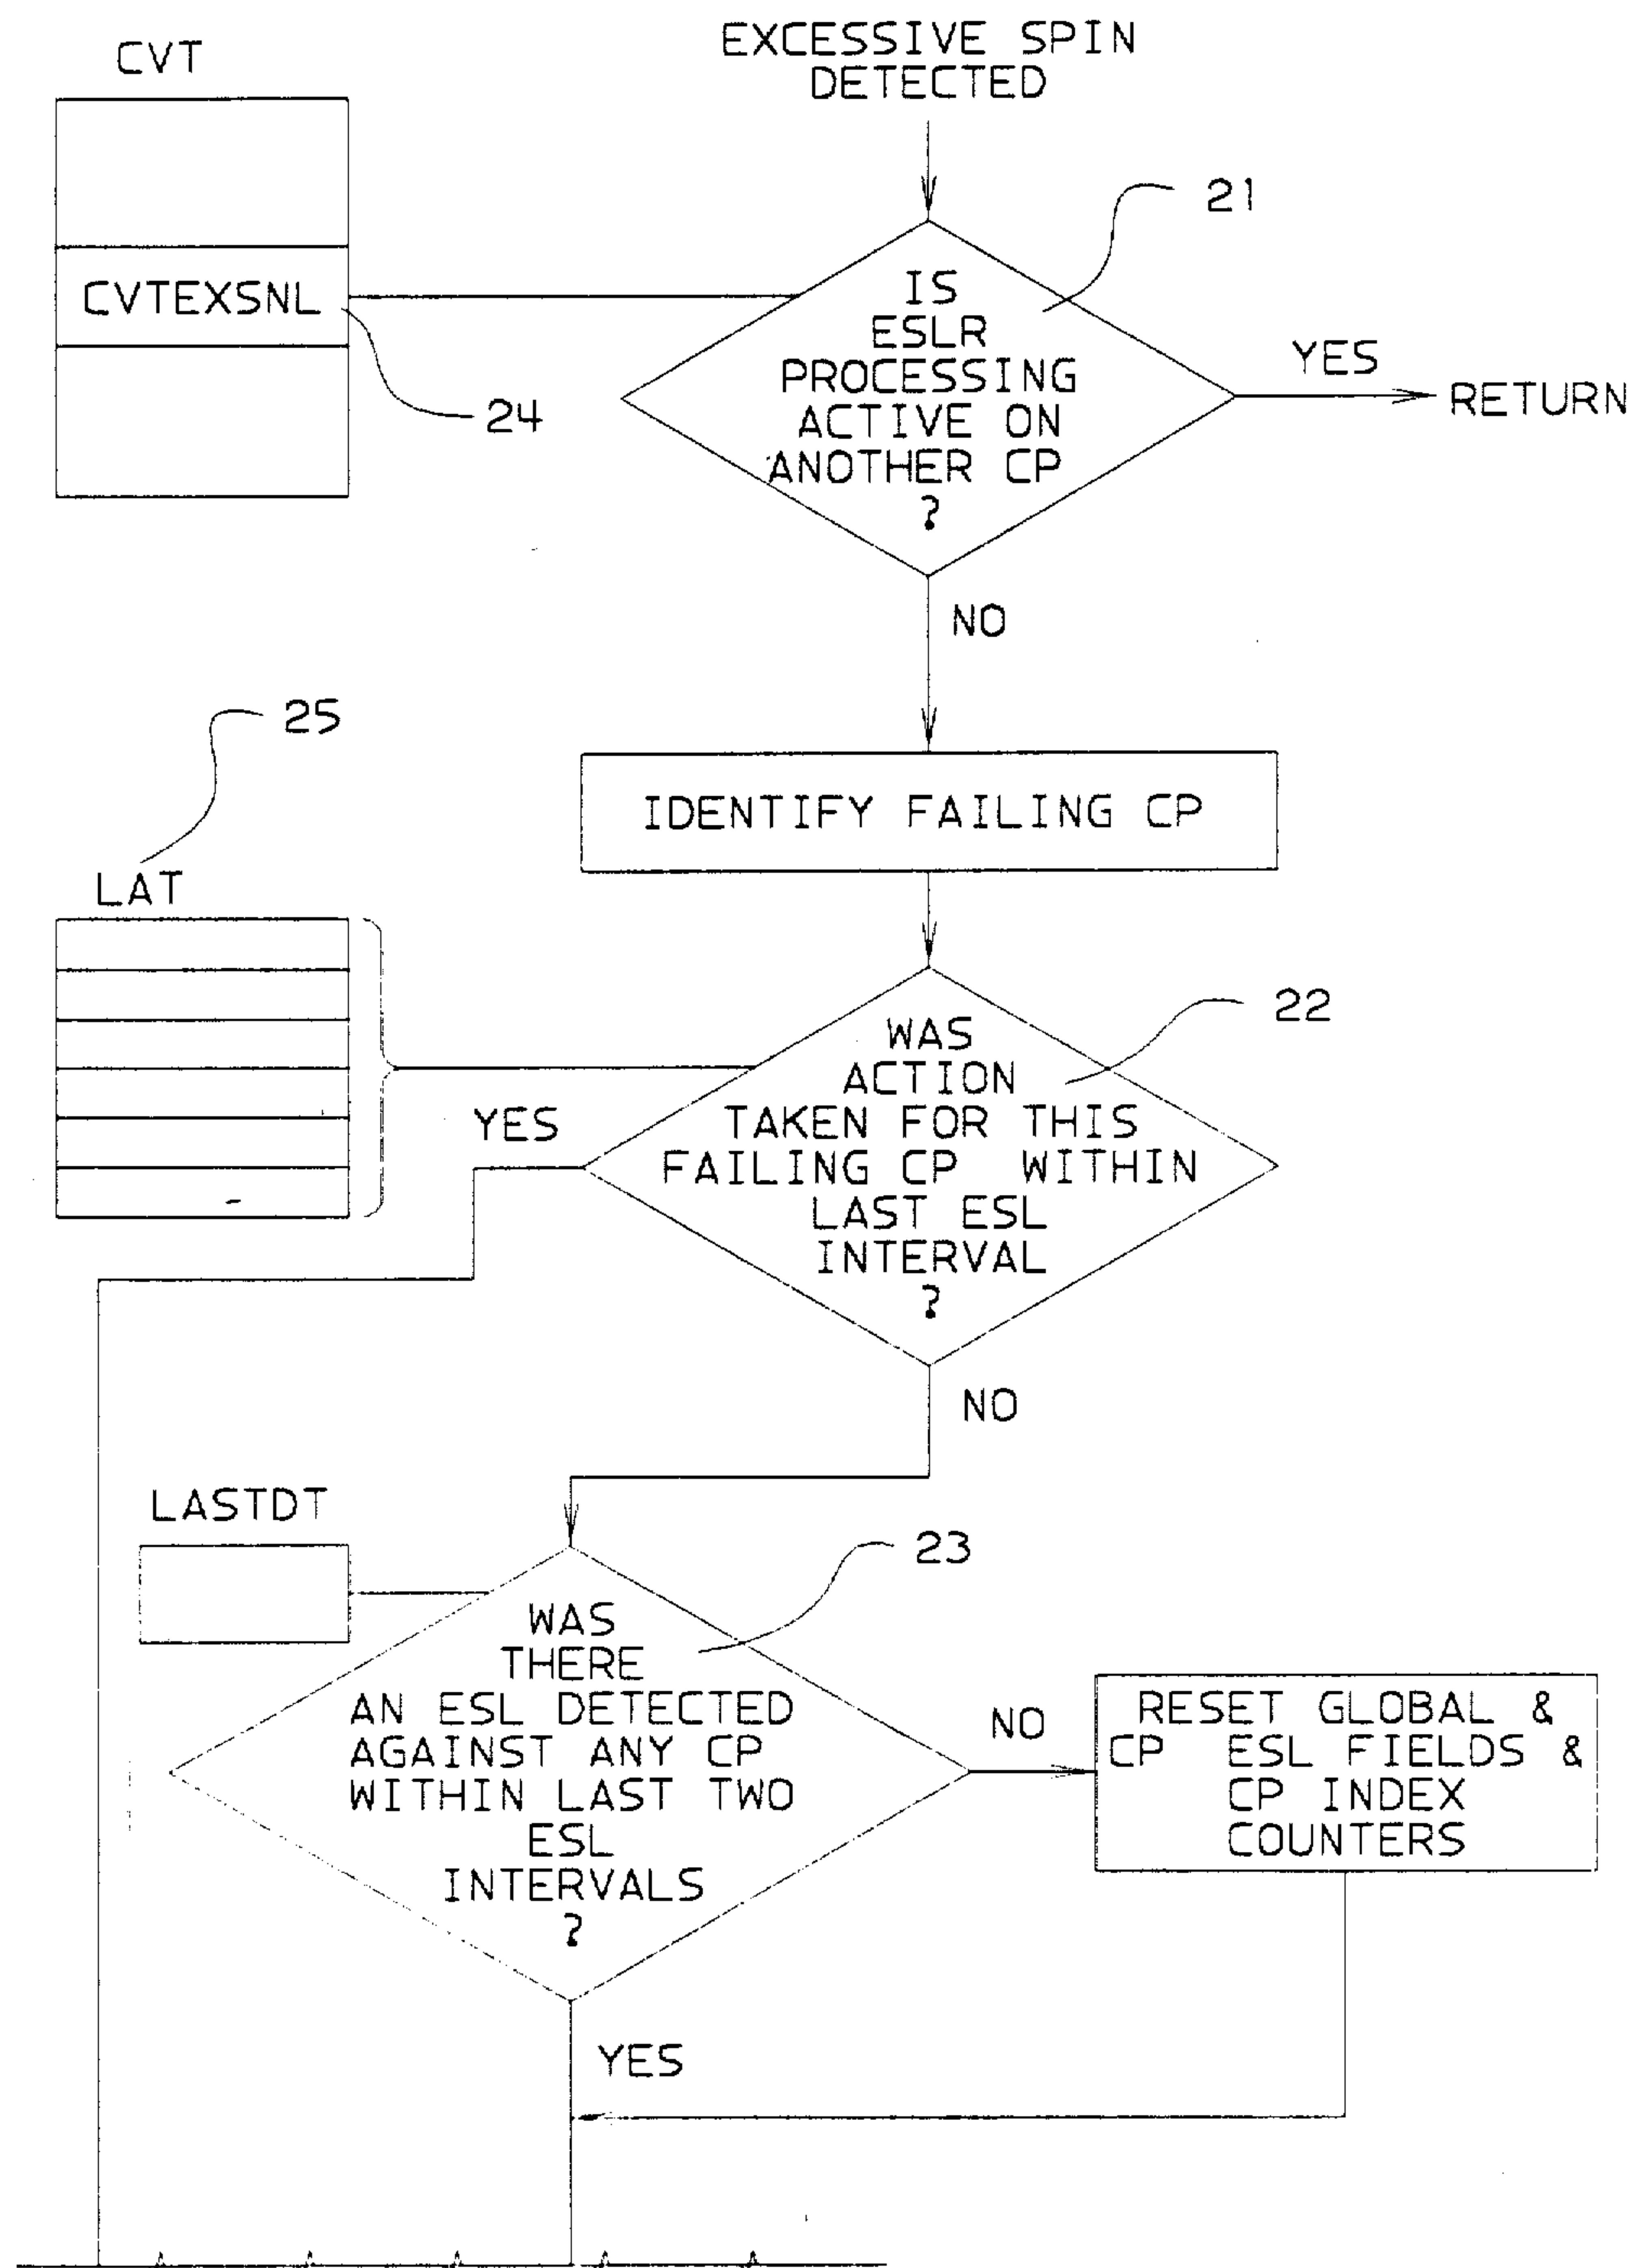 CVT
EXCESSIVE SPIN
DETECTED
21
CVTEXSNL
24
IS
ESLR
PROCESSING
ACTIVE ON
ANOTHER CP
?
YES
RETURN
NO
25
IDENTIFY FAILING CP
LAT
22
WAS
ACTION
TAKEN FOR THIS
FAILING CP WITHIN
LAST ESL
INTERVAL
?
YES
NO
LASTDT
23
WAS
THERE
AN ESL DETECTED
AGAINST ANY CP
WITHIN LAST TWO
ESL
INTERVALS
?
NO
RESET GLOBAL &
CP ESL FIELDS &
CP INDEX
COUNTERS
YES